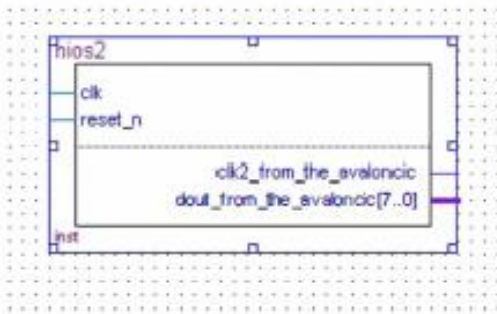 nios2
clk
reset_n
clk2_from_the_avaloncic
dout_from_the_avaloncic[7..0]
inst